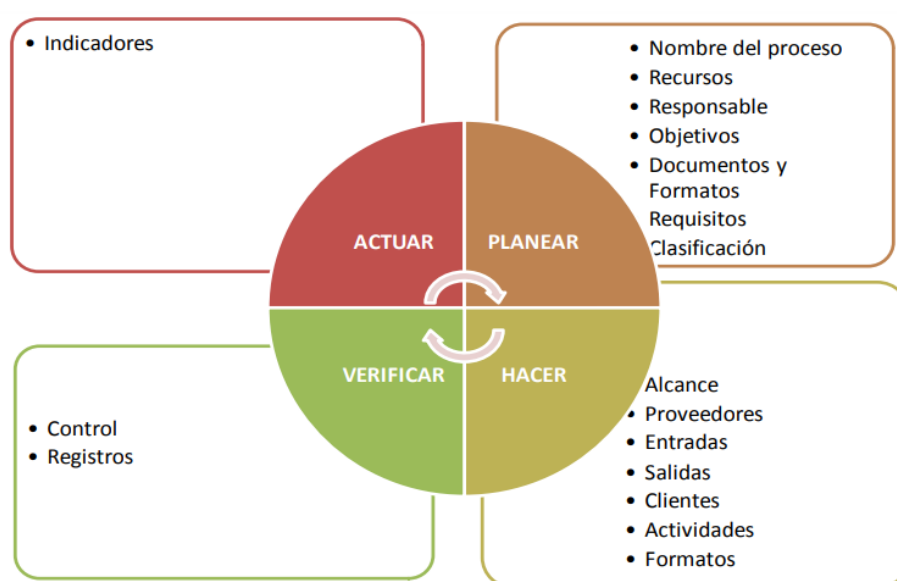 • Indicadores
• Nombre del proceso
• Recursos
• Responsable
• Objetivos
• Documentos y
Formatos
Requisitos
Clasificación
ACTUAR
PLANEAR
VERIFICAR
HACER
• Control
• Registros
Alcance
• Proveedores
• Entradas
• Salidas
• Clientes
• Actividades
• Formatos